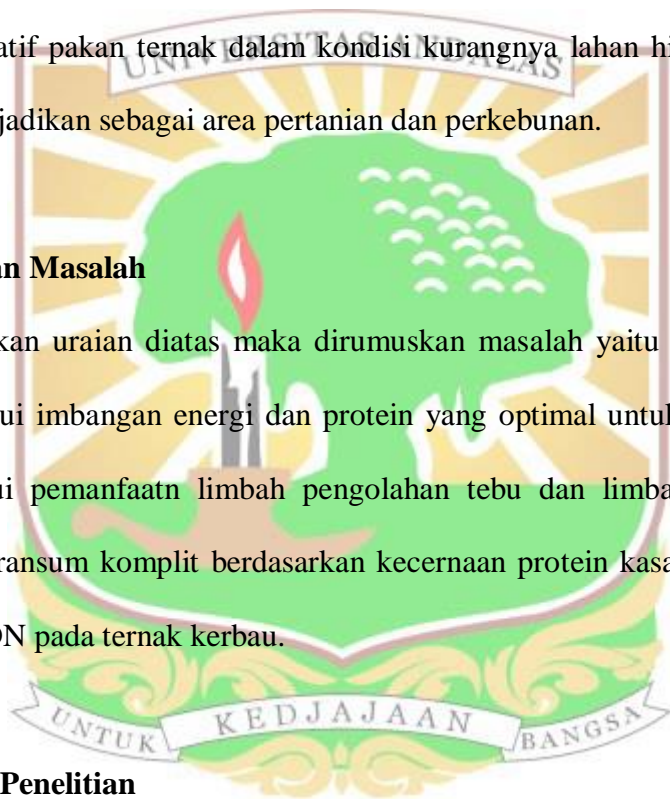 UNIVERSITAS ANDALAS
atif pakan ternak dalam kondisi kurangnya lahan hi
jadikan sebagai area pertanian dan perkebunan.
an Masalah
kan uraian diatas maka dirumuskan masalah yaitu
ui imbangan energi dan protein yang optimal untuk
ui pemanfaatn limbah pengolahan tebu dan limba
ransum komplit berdasarkan kecernaan protein kasa
ON pada ternak kerbau.
UNTUK KEDJAJAAN BANGSA
Penelitian